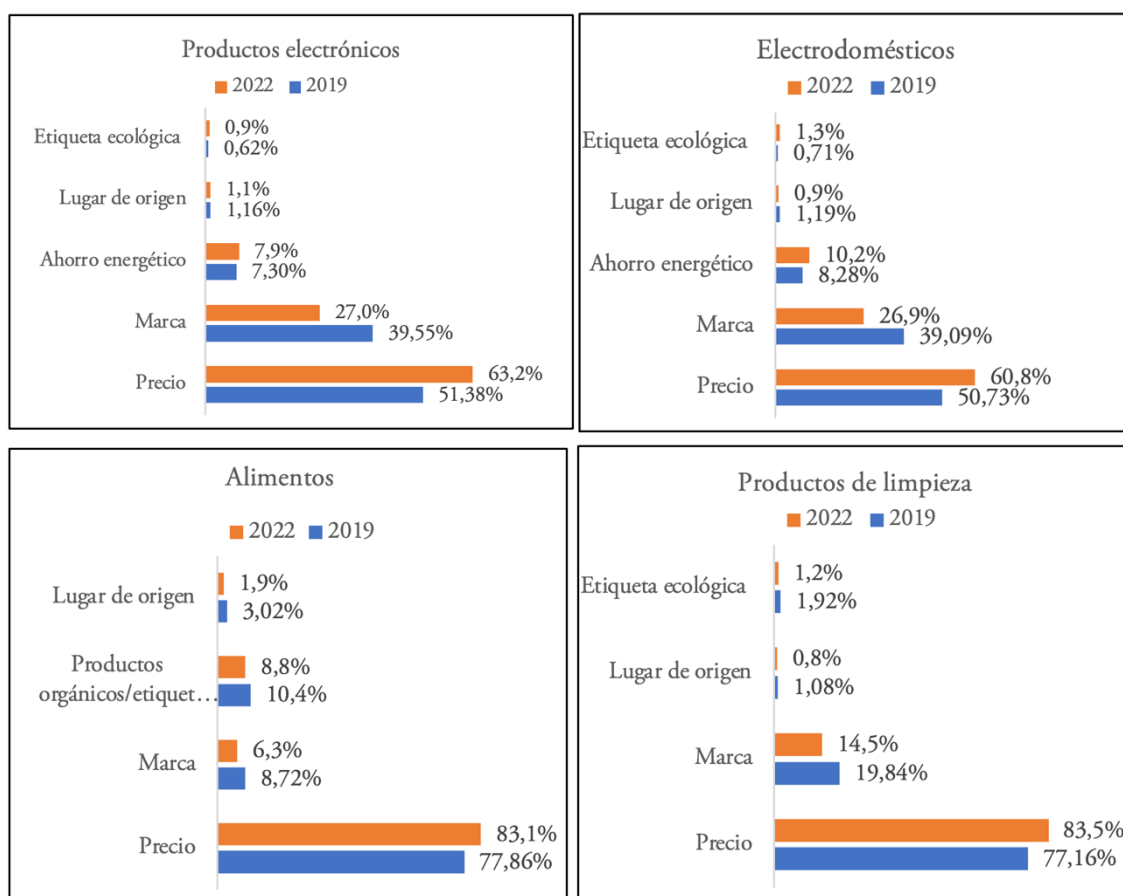 Productos electrónicos
2022 2019
Etiqueta ecológica
0,9%
0,62%
Lugar de origen
1,1%
1,16%
Ahorro energético
7,9%
7,30%
Marca
27,0%
39,55%
Precio
63,2%
51,38%
Electrodomésticos
2022 2019
Etiqueta ecológica
1,3%
0,71%
Lugar de origen
0,9%
1,19%
Ahorro energético
10,2%
8,28%
Marca
26,9%
39,09%
Precio
60,8%
50,73%
Alimentos
2022 2019
Lugar de origen
1,9%
3,02%
Productos
orgánicos/etiquet...
8,8%
10,4%
Marca
6,3%
8,72%
Precio
83,1%
77,86%
Productos de limpieza
2022 2019
Etiqueta ecológica
1,2%
1,92%
Lugar de origen
0,8%
1,08%
Marca
14,5%
19,84%
Precio
83,5%
77,16%